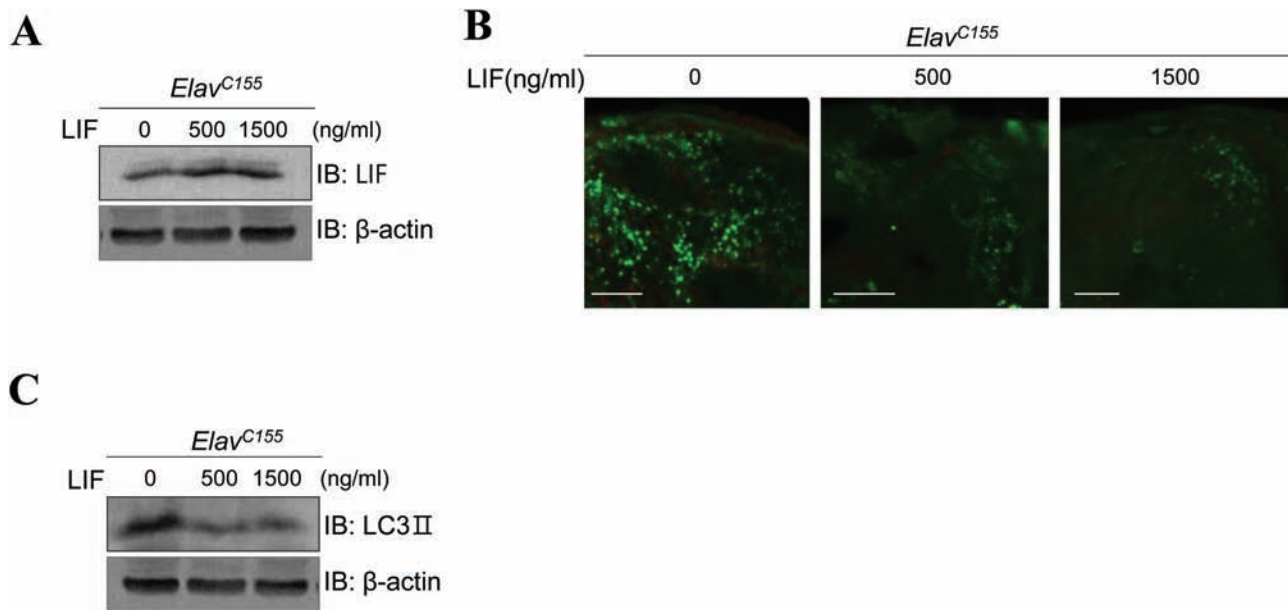 A
Elav^C155
LIF 0 500 1500 (ng/ml)
IB: LIF
IB: β-actin
B
Elav^C155
LIF(ng/ml) 0 500 1500
C
Elav^C155
LIF 0 500 1500 (ng/ml)
IB: LC3Ⅱ
IB: β-actin